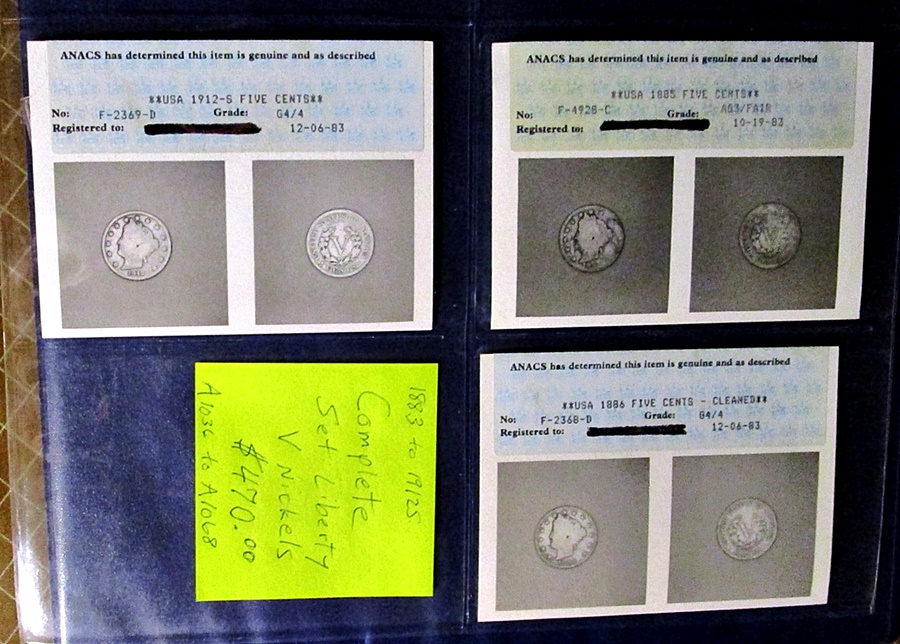 ANACS has determined this item is genuine and as described
**USA 1912-S FIVE CENTS**
No: F-2369-D Grade: G4/4
Registered to: 12-06-83
ANACS has determined this item is genuine and as described
**USA 1885 FIVE CENTS**
No: F-4928-C Grade: AG3/FAIR
Registered to: 10-19-83
1883 to 1912S
Complete
Set Liberty
V Nickels
$470.00
A1036 to A1068
ANACS has determined this item is genuine and as described
**USA 1886 FIVE CENTS - CLEANED**
No: F-2368-D Grade: G4/4
Registered to: 12-06-83